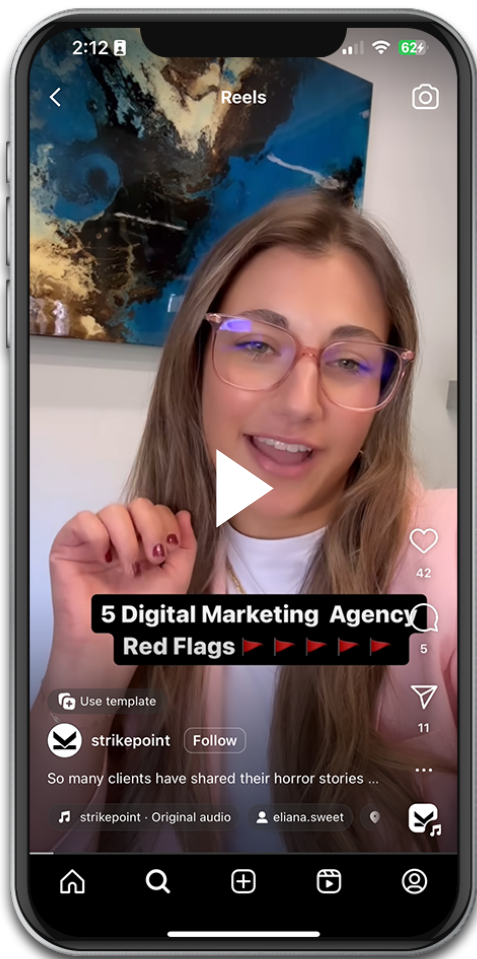 2:12
62
Reels
42
5 Digital Marketing Agency
Red Flags 🚩🚩🚩🚩🚩
5
Use template
11
strikepoint Follow
So many clients have shared their horror stories ...
strikepoint · Original audio eliana.sweet